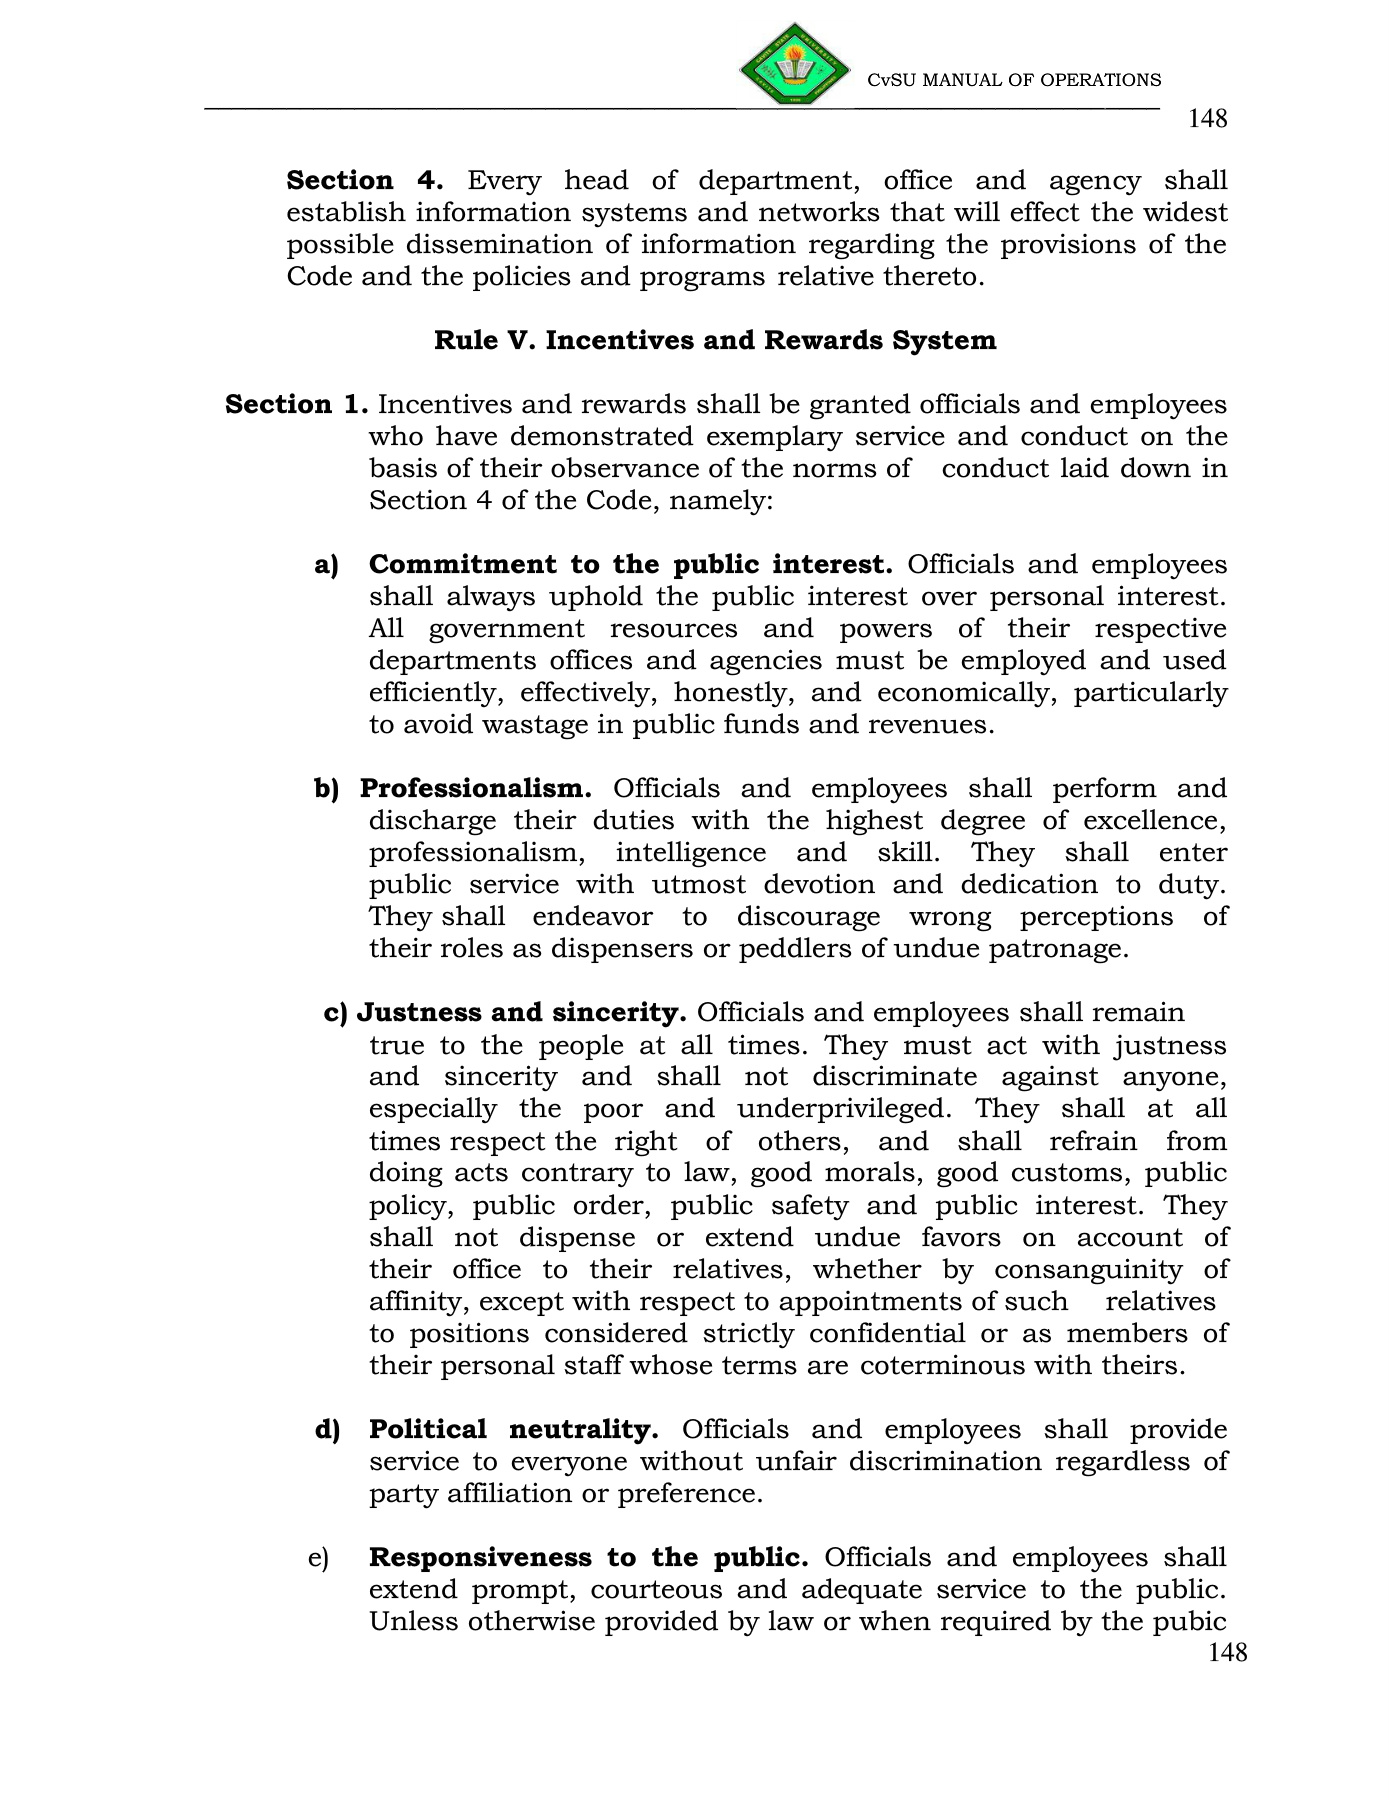 CvSU MANUAL OF OPERATIONS
148
Section 4. Every head of department, office and agency shall
establish information systems and networks that will effect the widest
possible dissemination of information regarding the provisions of the
Code and the policies and programs relative thereto.
Rule V. Incentives and Rewards System
Section 1. Incentives and rewards shall be granted officials and employees
who have demonstrated exemplary service and conduct on the
basis of their observance of the norms of conduct laid down in
Section 4 of the Code, namely:
a) Commitment to the public interest. Officials and employees
shall always uphold the public interest over personal interest.
All government resources and powers of their respective
departments offices and agencies must be employed and used
efficiently, effectively, honestly, and economically, particularly
to avoid wastage in public funds and revenues.
b) Professionalism. Officials and employees shall perform and
discharge their duties with the highest degree of excellence,
professionalism, intelligence and skill. They shall enter
public service with utmost devotion and dedication to duty.
They shall endeavor to discourage wrong perceptions of
their roles as dispensers or peddlers of undue patronage.
c) Justness and sincerity. Officials and employees shall remain
true to the people at all times. They must act with justness
and sincerity and shall not discriminate against anyone,
especially the poor and underprivileged. They shall at all
times respect the right of others, and shall refrain from
doing acts contrary to law, good morals, good customs, public
policy, public order, public safety and public interest. They
shall not dispense or extend undue favors on account of
their office to their relatives, whether by consanguinity of
affinity, except with respect to appointments of such relatives
to positions considered strictly confidential or as members of
their personal staff whose terms are coterminous with theirs.
d) Political neutrality. Officials and employees shall provide
service to everyone without unfair discrimination regardless of
party affiliation or preference.
e) Responsiveness to the public. Officials and employees shall
extend prompt, courteous and adequate service to the public.
Unless otherwise provided by law or when required by the pubic
148